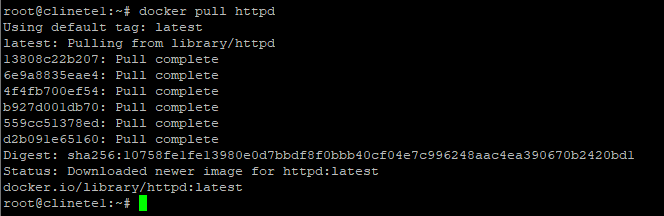 root@clinete1:~# docker pull httpd
Using default tag: latest
latest: Pulling from library/httpd
13808c22b207: Pull complete
6e9a8835eae4: Pull complete
4f4fb700ef54: Pull complete
b927d001db70: Pull complete
559cc51378ed: Pull complete
d2b091e65160: Pull complete
Digest: sha256:10758fe1fe13980e0d7bbdf8f0bbb40cf04e7c996248aac4ea390670b2420bd1
Status: Downloaded newer image for httpd:latest
docker.io/library/httpd:latest
root@clinete1:~#